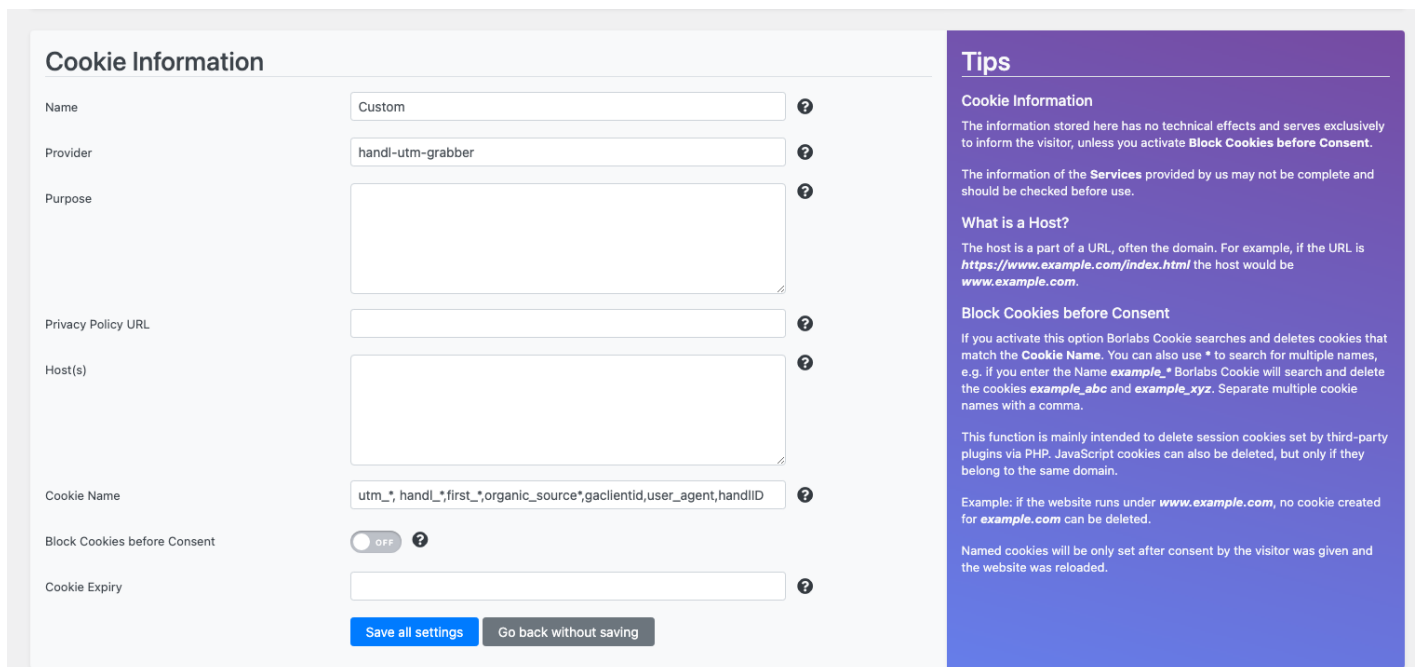 Cookie Information
Name
Custom
Provider
handl-utm-grabber
Purpose
Privacy Policy URL
Host(s)
Cookie Name
utm_*, handl_*,first_*,organic_source*,gaclientid,user_agent,handlID
Block Cookies before Consent
OFF
Cookie Expiry
Save all settings
Go back without saving
Tips
Cookie Information
The information stored here has no technical effects and serves exclusively
to inform the visitor, unless you activate Block Cookies before Consent.
The information of the Services provided by us may not be complete and
should be checked before use.
What is a Host?
The host is a part of a URL, often the domain. For example, if the URL is
https://www.example.com/index.html the host would be
www.example.com.
Block Cookies before Consent
If you activate this option Borlabs Cookie searches and deletes cookies that
match the Cookie Name. You can also use * to search for multiple names,
e.g. if you enter the Name example_* Borlabs Cookie will search and delete
the cookies example_abc and example_xyz. Separate multiple cookie
names with a comma.
This function is mainly intended to delete session cookies set by third-party
plugins via PHP. JavaScript cookies can also be deleted, but only if they
belong to the same domain.
Example: if the website runs under www.example.com, no cookie created
for example.com can be deleted.
Named cookies will be only set after consent by the visitor was given and
the website was reloaded.